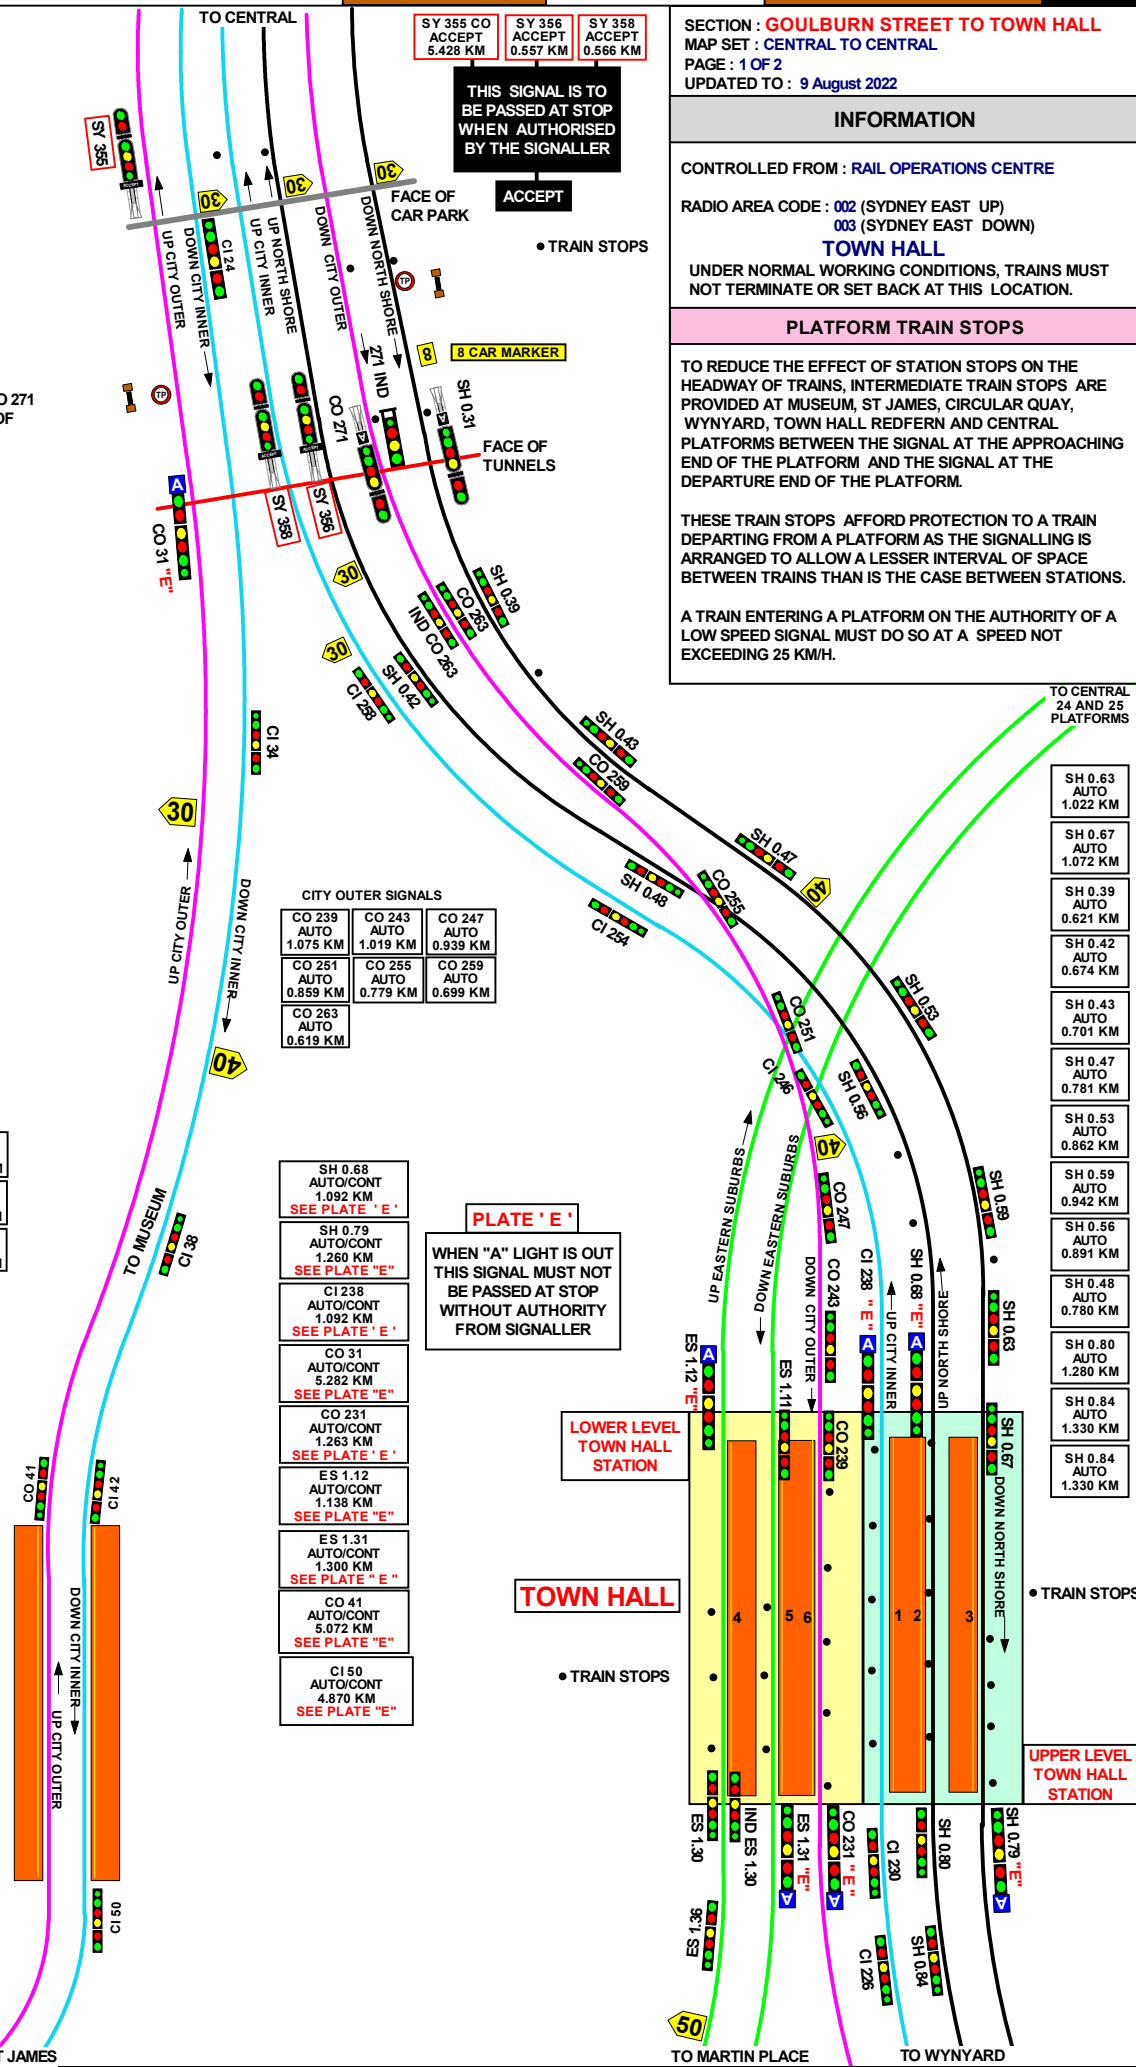 TO CENTRAL
SY 355 CO
ACCEPT
5.428 KM
SY 356
ACCEPT
0.557 KM
SY 358
ACCEPT
0.566 KM
THIS SIGNAL IS TO
BE PASSED AT STOP
WHEN AUTHORISED
BY THE SIGNALLER
ACCEPT
SECTION : GOULBURN STREET TO TOWN HALL
MAP SET : CENTRAL TO CENTRAL
PAGE : 1 OF 2
UPDATED TO : 9 August 2022
INFORMATION
CONTROLLED FROM : RAIL OPERATIONS CENTRE
RADIO AREA CODE : 002 (SYDNEY EAST UP)
003 (SYDNEY EAST DOWN)
TOWN HALL
UNDER NORMAL WORKING CONDITIONS, TRAINS MUST
NOT TERMINATE OR SET BACK AT THIS LOCATION.
PLATFORM TRAIN STOPS
TO REDUCE THE EFFECT OF STATION STOPS ON THE
HEADWAY OF TRAINS, INTERMEDIATE TRAIN STOPS ARE
PROVIDED AT MUSEUM, ST JAMES, CIRCULAR QUAY,
WYNYARD, TOWN HALL REDFERN AND CENTRAL
PLATFORMS BETWEEN THE SIGNAL AT THE APPROACHING
END OF THE PLATFORM AND THE SIGNAL AT THE
DEPARTURE END OF THE PLATFORM.
THESE TRAIN STOPS AFFORD PROTECTION TO A TRAIN
DEPARTING FROM A PLATFORM AS THE SIGNALLING IS
ARRANGED TO ALLOW A LESSER INTERVAL OF SPACE
BETWEEN TRAINS THAN IS THE CASE BETWEEN STATIONS.
A TRAIN ENTERING A PLATFORM ON THE AUTHORITY OF A
LOW SPEED SIGNAL MUST DO SO AT A SPEED NOT
EXCEEDING 25 KM/H.
SY 355
ACCEPT
30
30
30
FACE OF
CAR PARK
TRAIN STOPS
CI 24
UP CITY OUTER
DOWN CITY INNER
UP CITY INNER
UP NORTH SHORE
DOWN CITY OUTER
DOWN NORTH SHORE
TP
8
8 CAR MARKER
271 IND
SH 0.31
CO 271
TP
O 271
OF
ACCEPT
ACCEPT
FACE OF
TUNNELS
SY 358
SY 356
A
CO 31 "E"
30
30
SH 0.39
CO 263
IND CO 263
SH 0.42
CI 258
TO CENTRAL
24 AND 25
PLATFORMS
CI 34
SH 0.43
CO 259
30
SH 0.47
40
SH 0.48
CO 255
CI 254
UP CITY OUTER
DOWN CITY INNER
40
CITY OUTER SIGNALS
CO 239
AUTO
1.075 KM
CO 243
AUTO
1.019 KM
CO 247
AUTO
0.939 KM
CO 251
AUTO
0.859 KM
CO 255
AUTO
0.779 KM
CO 259
AUTO
0.699 KM
CO 263
AUTO
0.619 KM
SH 0.63
AUTO
1.022 KM
SH 0.67
AUTO
1.072 KM
SH 0.39
AUTO
0.621 KM
SH 0.42
AUTO
0.674 KM
SH 0.43
AUTO
0.701 KM
SH 0.47
AUTO
0.781 KM
SH 0.53
AUTO
0.862 KM
SH 0.59
AUTO
0.942 KM
SH 0.56
AUTO
0.891 KM
SH 0.48
AUTO
0.780 KM
SH 0.80
AUTO
1.280 KM
SH 0.84
AUTO
1.330 KM
SH 0.84
AUTO
1.330 KM
SH 0.53
CO 251
CI 246
SH 0.56
40
SH 0.59
CO 247
TO MUSEUM
CI 38
SH 0.68
AUTO/CONT
1.092 KM
SEE PLATE ' E '
SH 0.79
AUTO/CONT
1.260 KM
SEE PLATE "E"
CI 238
AUTO/CONT
1.092 KM
SEE PLATE ' E '
CO 31
AUTO/CONT
5.282 KM
SEE PLATE "E"
CO 231
AUTO/CONT
1.263 KM
SEE PLATE ' E '
ES 1.12
AUTO/CONT
1.138 KM
SEE PLATE "E"
ES 1.31
AUTO/CONT
1.300 KM
SEE PLATE " E "
CO 41
AUTO/CONT
5.072 KM
SEE PLATE "E"
CI 50
AUTO/CONT
4.870 KM
SEE PLATE "E"
PLATE ' E '
WHEN "A" LIGHT IS OUT
THIS SIGNAL MUST NOT
BE PASSED AT STOP
WITHOUT AUTHORITY
FROM SIGNALLER
UP EASTERN SUBURBS
DOWN EASTERN SUBURBS
DOWN CITY OUTER
CO 243
CI 238 " E "
UP CITY INNER
SH 0.68 "E"
UP NORTH SHORE
SH 0.63
A
A
A
ES 1.12 "E"
ES 1.11
CO 239
SH 0.67
DOWN NORTH SHORE
LOWER LEVEL
TOWN HALL
STATION
TOWN HALL
TRAIN STOPS
TRAIN STOPS
4
5 6
1 2
3
UPPER LEVEL
TOWN HALL
STATION
CO 41
CI 42
DOWN CITY INNER
UP CITY OUTER
CI 50
ES 1.30
IND ES 1.30
ES 1.31 "E"
A
CO 231 " E "
A
CI 230
SH 0.80
SH 0.79 "E"
A
ES 1.36
CI 226
SH 0.84
50
T JAMES
TO MARTIN PLACE
TO WYNYARD